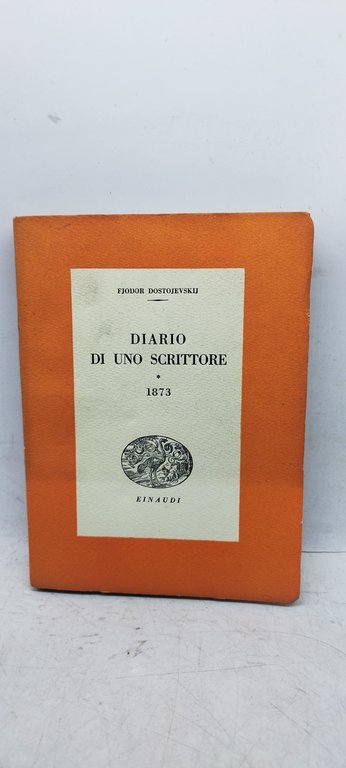 FJODOR DOSTOJEVSKIJ
DIARIO
DI UNO SCRITTORE
*
1873
EINAUDI